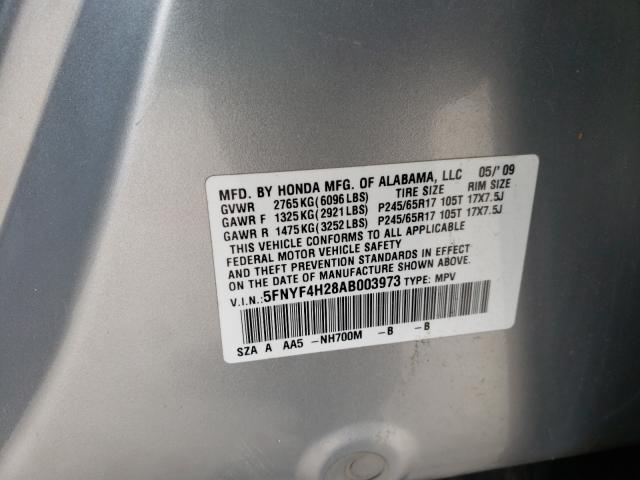 MFD. BY HONDA MFG. OF ALABAMA, LLC 05/'09
GVWR 2765KG(6096LBS) TIRE SIZE RIM SIZE
GAWR F 1325KG(2921LBS) P245/65R17 105T 17X7.5J
GAWR R 1475KG(3252LBS) P245/65R17 105T 17X7.5J
THIS VEHICLE CONFORMS TO ALL APPLICABLE
FEDERAL MOTOR VEHICLE SAFETY
AND THEFT PREVENTION STANDARDS IN EFFECT
ON THE DATE OF MANUFACTURE SHOWN ABOVE.
V.I.N.:5FNYF4H28AB003973 TYPE: MPV
SZA A AA5 -NH700M -B -B